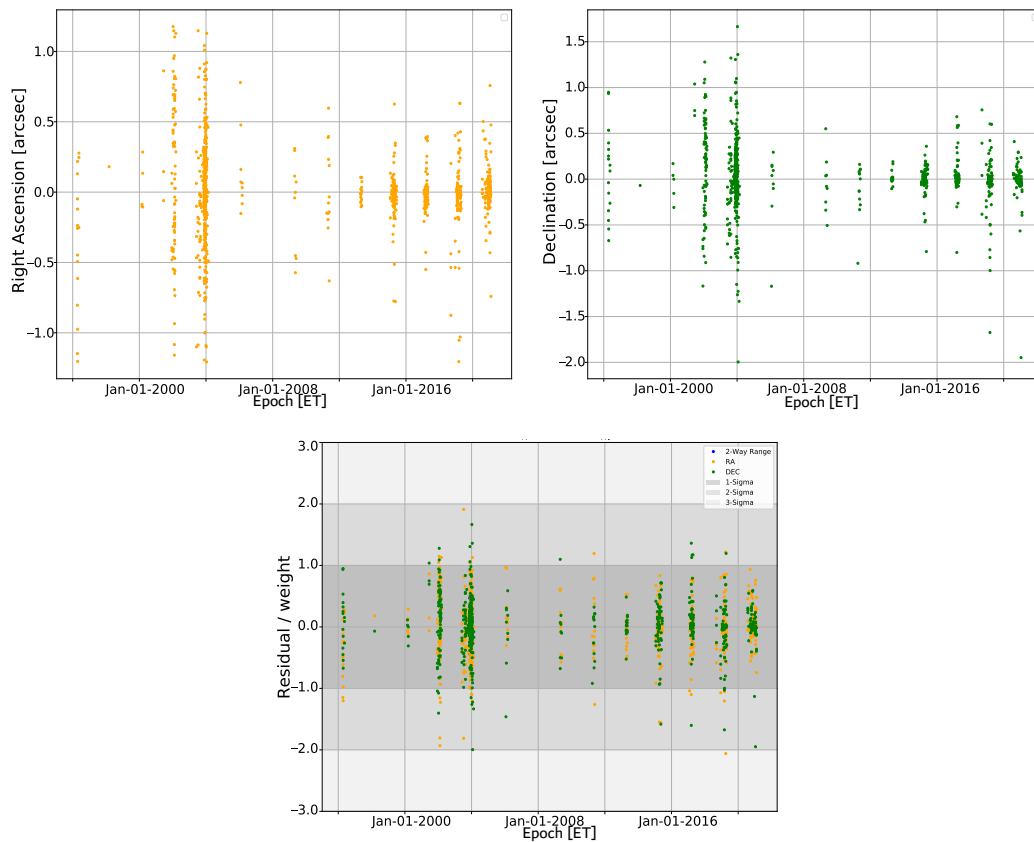 Right Ascension [arcsec]
1.0
0.5
0.0
−0.5
−1.0
Jan-01-2000 Jan-01-2008 Jan-01-2016
Epoch [ET]
Declination [arcsec]
1.5
1.0
0.5
0.0
−0.5
−1.0
−1.5
−2.0
Jan-01-2000 Jan-01-2008 Jan-01-2016
Epoch [ET]
Residual / weight
3.0
2.0
1.0
0.0
−1.0
−2.0
−3.0
2-Way Range
RA
DEC
1-Sigma
2-Sigma
3-Sigma
Jan-01-2000 Jan-01-2008 Jan-01-2016
Epoch [ET]